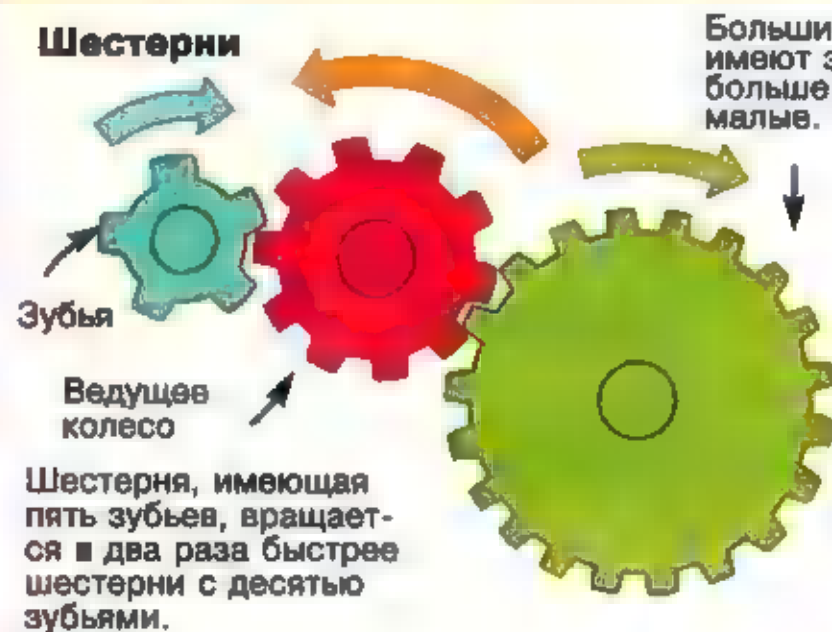 Шестерни
Больши
имеют з
больше
малые.
Зубья
Ведущее
колесо
Шестерня, имеющая
пять зубьев, вращает-
ся в два раза быстрее
шестерни с десятью
зубьями.